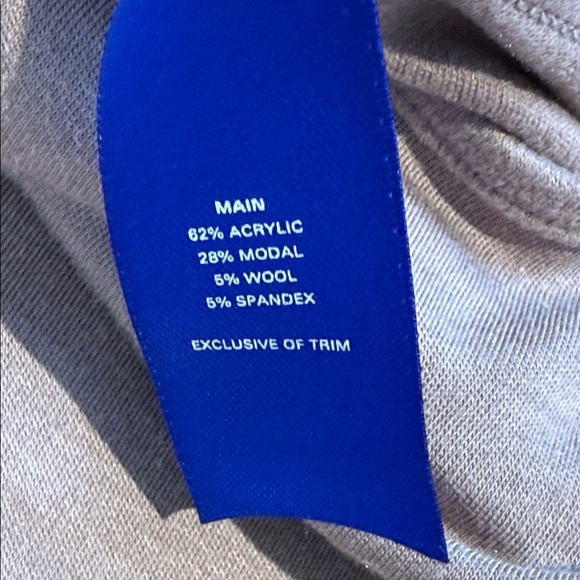 MAIN
62% ACRYLIC
28% MODAL
5% WOOL
5% SPANDEX
EXCLUSIVE OF TRIM